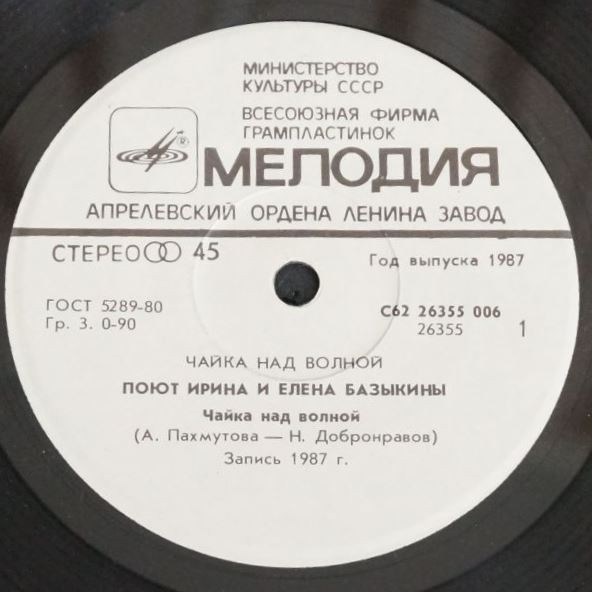 МИНИСТЕРСТВО
КУЛЬТУРЫ СССР
ВСЕСОЮЗНАЯ ФИРМА
ГРАМПЛАСТИНОК
МЕЛОДИЯ
АПРЕЛЕВСКИЙ ОРДЕНА ЛЕНИНА ЗАВОД
СТЕРЕО 45
Год выпуска 1987
ГОСТ 5289-80
Гр. 3. 0-90
С62 26355 006
26355 1
ЧАЙКА НАД ВОЛНОЙ
ПОЮТ ИРИНА И ЕЛЕНА БАЗЫКИНЫ
Чайка над волной
(А. Пахмутова — Н. Добронравов)
Запись 1987 г.